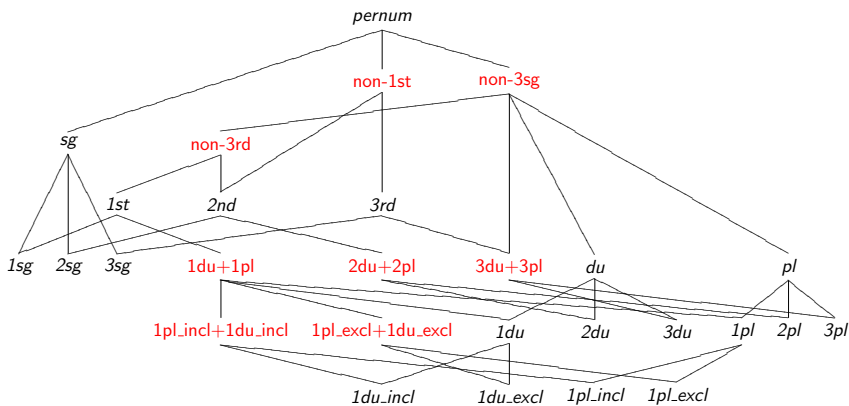 pernum
non-1st non-3sg
sg
non-3rd
1st 2nd 3rd
1sg 2sg 3sg 1du+1pl 2du+2pl 3du+3pl du pl
1pl_incl+1du_incl 1pl_excl+1du_excl 1du 2du 3du 1pl 2pl 3pl
1du_incl 1du_excl 1pl_incl 1pl_excl